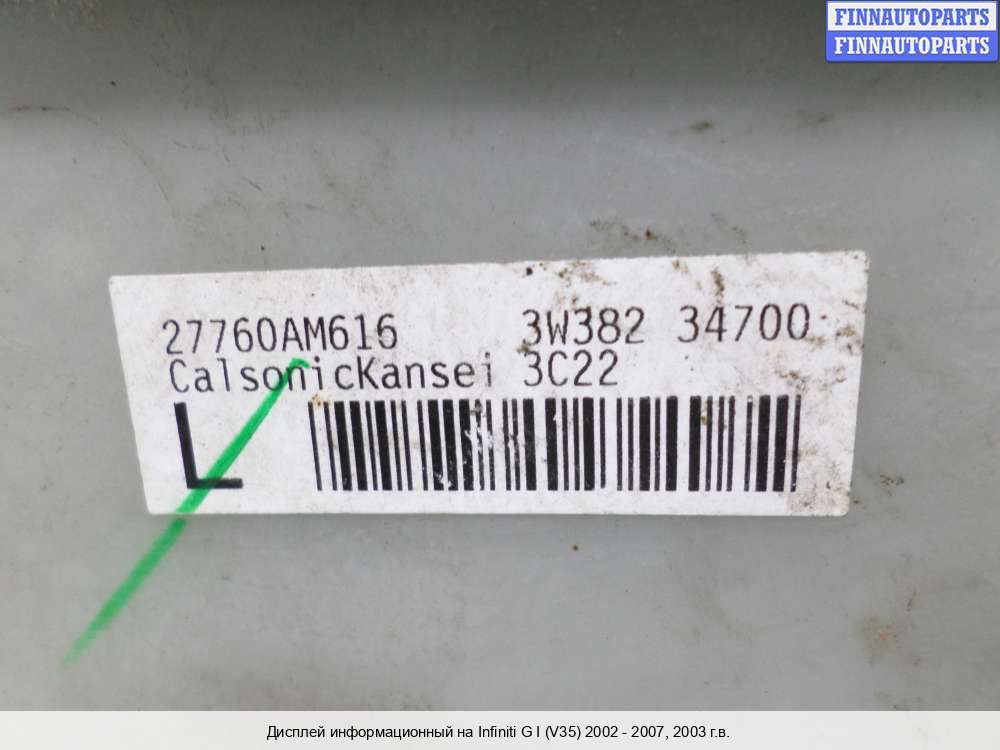 FINNAUTOPARTS
FINNAUTOPARTS
27760AM616 3W382 34700
CalsonicKansei 3C22
L
Дисплей информационный на Infiniti G I (V35) 2002 - 2007, 2003 г.в.